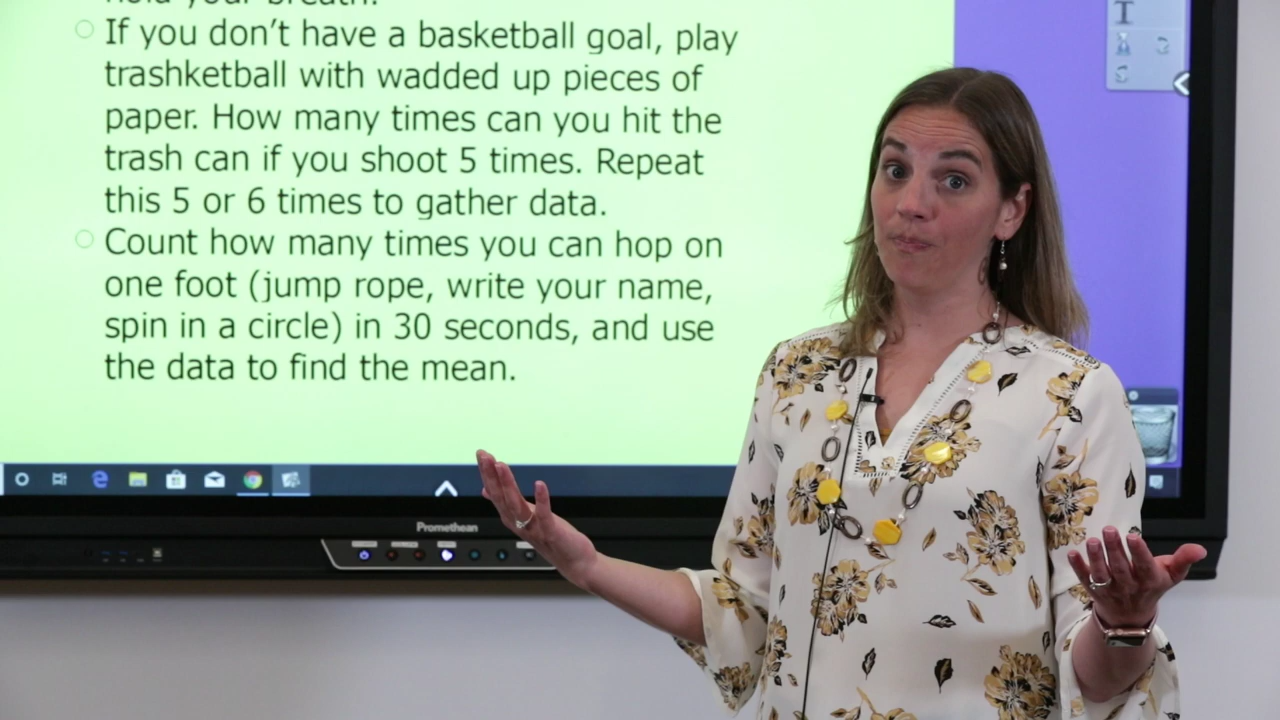 hold your breath?
If you don't have a basketball goal, play
trashketball with wadded up pieces of
paper. How many times can you hit the
trash can if you shoot 5 times. Repeat
this 5 or 6 times to gather data.
Count how many times you can hop on
one foot (jump rope, write your name,
spin in a circle) in 30 seconds, and use
the data to find the mean.
Promethean
T